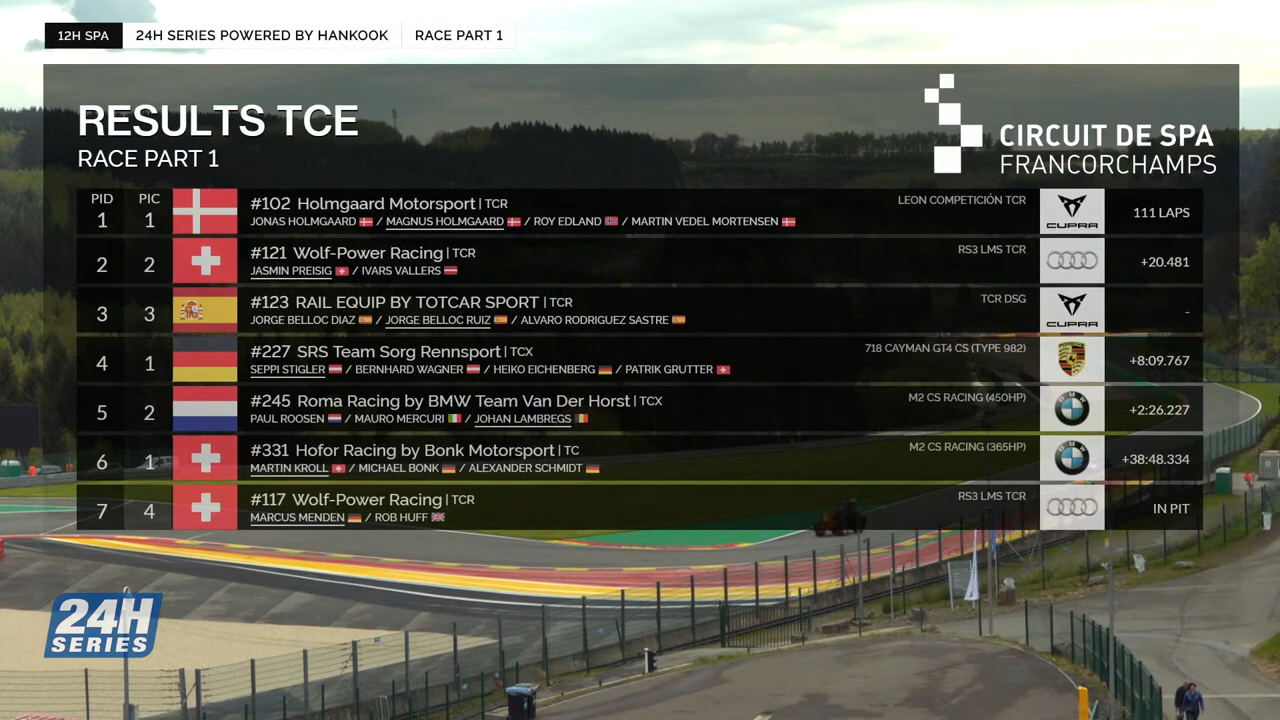 12H SPA 24H SERIES POWERED BY HANKOOK RACE PART 1
RESULTS TCE
RACE PART 1
CIRCUIT DE SPA
FRANCORCHAMPS
PID PIC
1 1 #102 Holmgaard Motorsport | TCR LEON COMPETICIÓN TCR CUPRA 111 LAPS
JONAS HOLMGAARD / MAGNUS HOLMGAARD / ROY EDLAND / MARTIN VEDEL MORTENSEN
2 2 #121 Wolf-Power Racing | TCR RS3 LMS TCR +20.481
JASMIN PREISIG / IVARS VALLERS
3 3 #123 RAIL EQUIP BY TOTCAR SPORT | TCR TCR DSG CUPRA -
JORGE BELLOC DIAZ / JORGE BELLOC RUIZ / ALVARO RODRIGUEZ SASTRE
4 1 #227 SRS Team Sorg Rennsport | TCX 718 CAYMAN GT4 CS (TYPE 982) +8:09.767
SEPPI STIGLER / BERNHARD WAGNER / HEIKO EICHENBERG / PATRIK GRUTTER
5 2 #245 Roma Racing by BMW Team Van Der Horst | TCX M2 CS RACING (450HP) BMW +2:26.227
PAUL ROOSEN / MAURO MERCURI / JOHAN LAMBREGS
6 1 #331 Hofor Racing by Bonk Motorsport | TC M2 CS RACING (365HP) BMW +38:48.334
MARTIN KROLL / MICHAEL BONK / ALEXANDER SCHMIDT
7 4 #117 Wolf-Power Racing | TCR RS3 LMS TCR IN PIT
MARCUS MENDEN / ROB HUFF
24H
SERIES